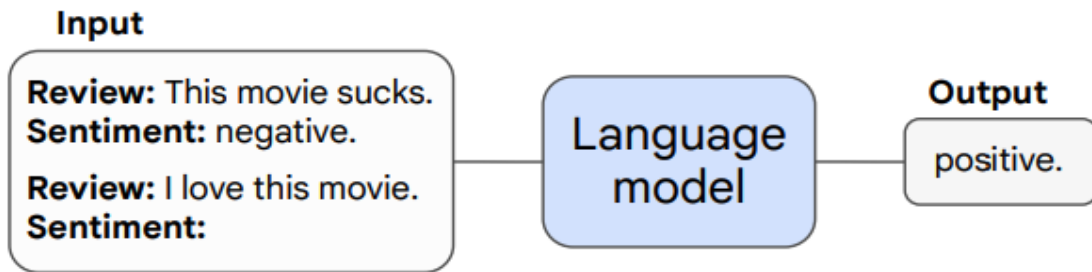 Input
Review: This movie sucks.
Sentiment: negative.
Review: I love this movie.
Sentiment:
Language
model
Output
positive.